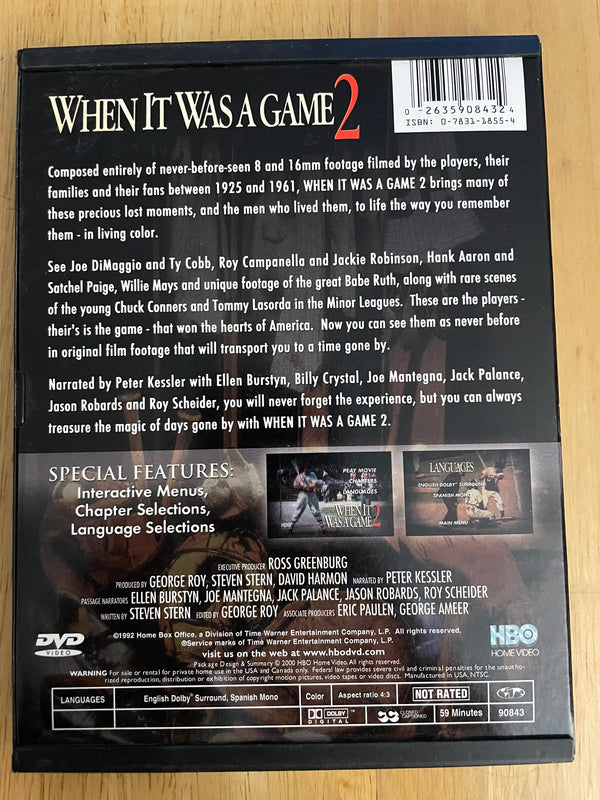 WHEN IT WAS A GAME 2
0 26359 08432 4
ISBN: 0-7831-1855-4
Composed entirely of never-before-seen 8 and 16mm footage filmed by the players, their
families and their fans between 1925 and 1961, WHEN IT WAS A GAME 2 brings many of
these precious lost moments, and the men who lived them, to life the way you remember
them - in living color.
See Joe DiMaggio and Ty Cobb, Roy Campanella and Jackie Robinson, Hank Aaron and
Satchel Paige, Willie Mays and unique footage of the great Babe Ruth, along with rare scenes
of the young Chuck Conners and Tommy Lasorda in the Minor Leagues. These are the players -
their's is the game - that won the hearts of America. Now you can see them as never before
in original film footage that will transport you to a time gone by.
Narrated by Peter Kessler with Ellen Burstyn, Billy Crystal, Joe Mantegna, Jack Palance,
Jason Robards and Roy Scheider, you will never forget the experience, but you can always
treasure the magic of days gone by with WHEN IT WAS A GAME 2.
SPECIAL FEATURES:
Interactive Menus,
Chapter Selections,
Language Selections
PLAY MOVIE
CHAPTERS
LANGUAGES
WHEN IT
WAS A GAME 2
LANGUAGES
ENGLISH DOLBY SURROUND
SPANISH MONO
MAIN MENU
EXECUTIVE PRODUCER ROSS GREENBURG
PRODUCED BY GEORGE ROY, STEVEN STERN, DAVID HARMON NARRATED BY PETER KESSLER
PASSAGE NARRATORS ELLEN BURSTYN, JOE MANTEGNA, JACK PALANCE, JASON ROBARDS, ROY SCHEIDER
WRITTEN BY STEVEN STERN EDITED BY GEORGE ROY ASSOCIATE PRODUCERS ERIC PAULEN, GEORGE AMEER
DVD
VIDEO
©1992 Home Box Office, a Division of Time Warner Entertainment Company, L.P. All rights reserved.
®Service marks of Time Warner Entertainment Company, L.P.
visit us on the web at www.hbodvd.com
HBO
HOME VIDEO
Package Design & Summary © 2000 HBO Home Video. All rights reserved.
WARNING For sale or rental for private home use in the USA and Canada only. Federal law provides severe civil and criminal penalties for the unautho-
rized reproduction, distribution or exhibition of copyright motion pictures, video tapes or video discs. Manufactured in USA. NTSC.
LANGUAGES
English Dolby® Surround, Spanish Mono
Color
Aspect ratio 4:3
NOT RATED
DOLBY
DIGITAL
CLOSED
CAPTIONED
59 Minutes
90843